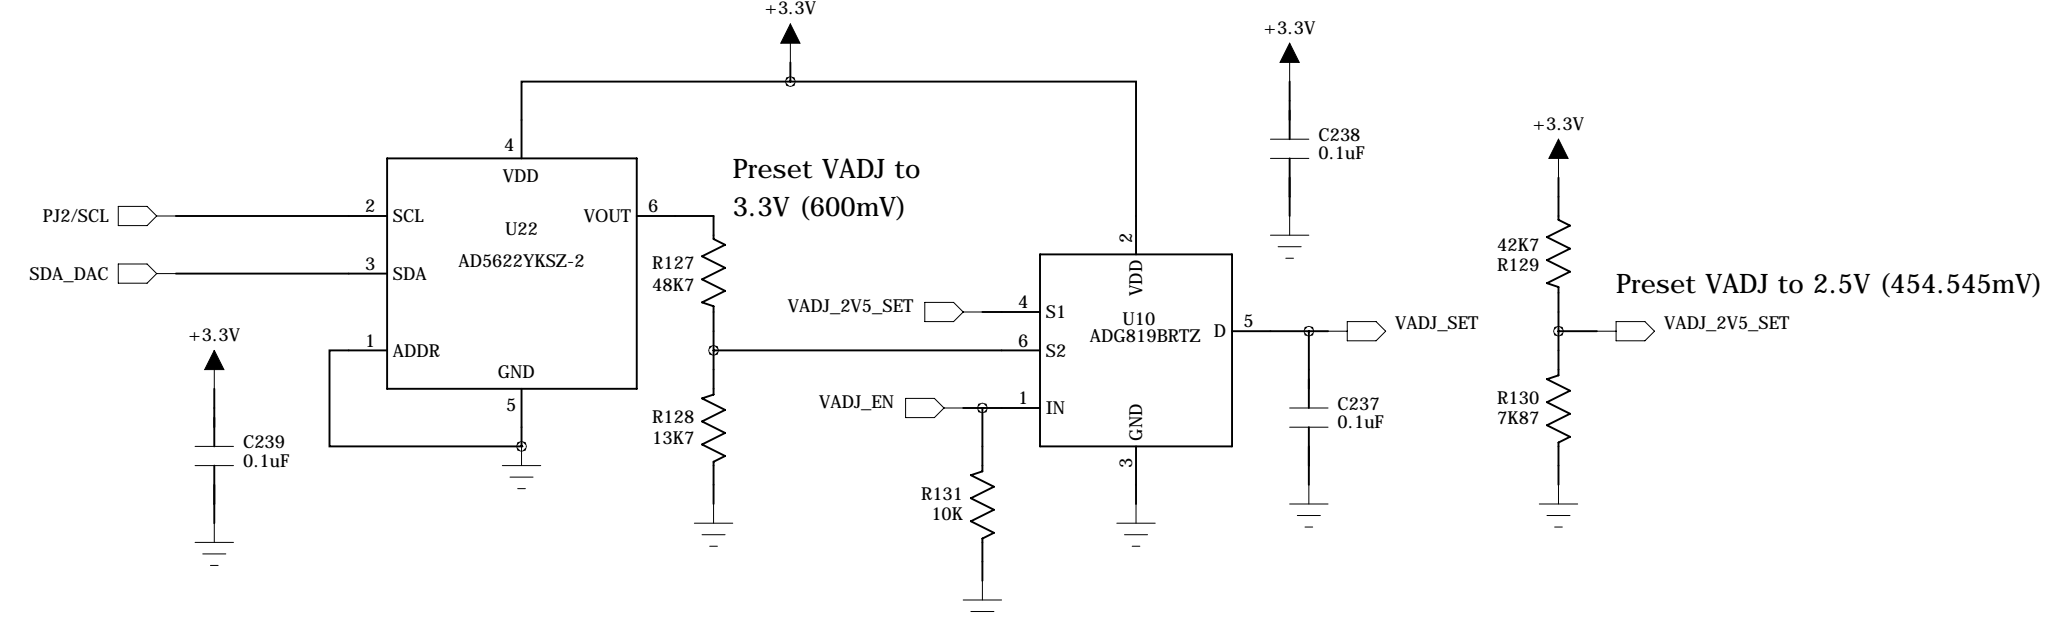 +3.3V
+3.3V
C238
0.1uF
+3.3V
4
VDD
Preset VADJ to
3.3V (600mV)
PJ2/SCL
2
SCL
VOUT
6
U22
AD5622YKSZ-2
SDA_DAC
3
SDA
R127
48K7
2
VDD
42K7
R129
Preset VADJ to 2.5V (454.545mV)
VADJ_2V5_SET
4
S1
U10
ADG819BRTZ
D
5
VADJ_SET
VADJ_2V5_SET
+3.3V
1
ADDR
6
S2
GND
5
R128
13K7
VADJ_EN
1
IN
GND
3
C237
0.1uF
R130
7K87
C239
0.1uF
R131
10K